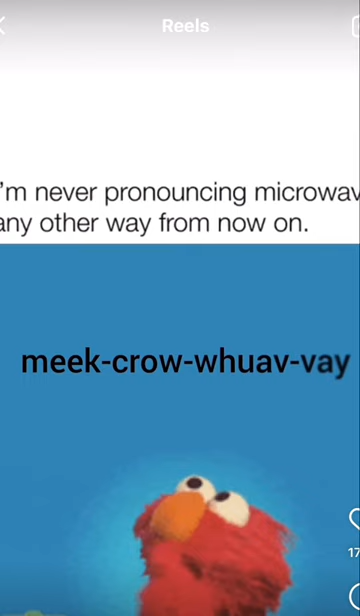 Reels
'm never pronouncing microwav
any other way from now on.
meek-crow-whuav-vay
17